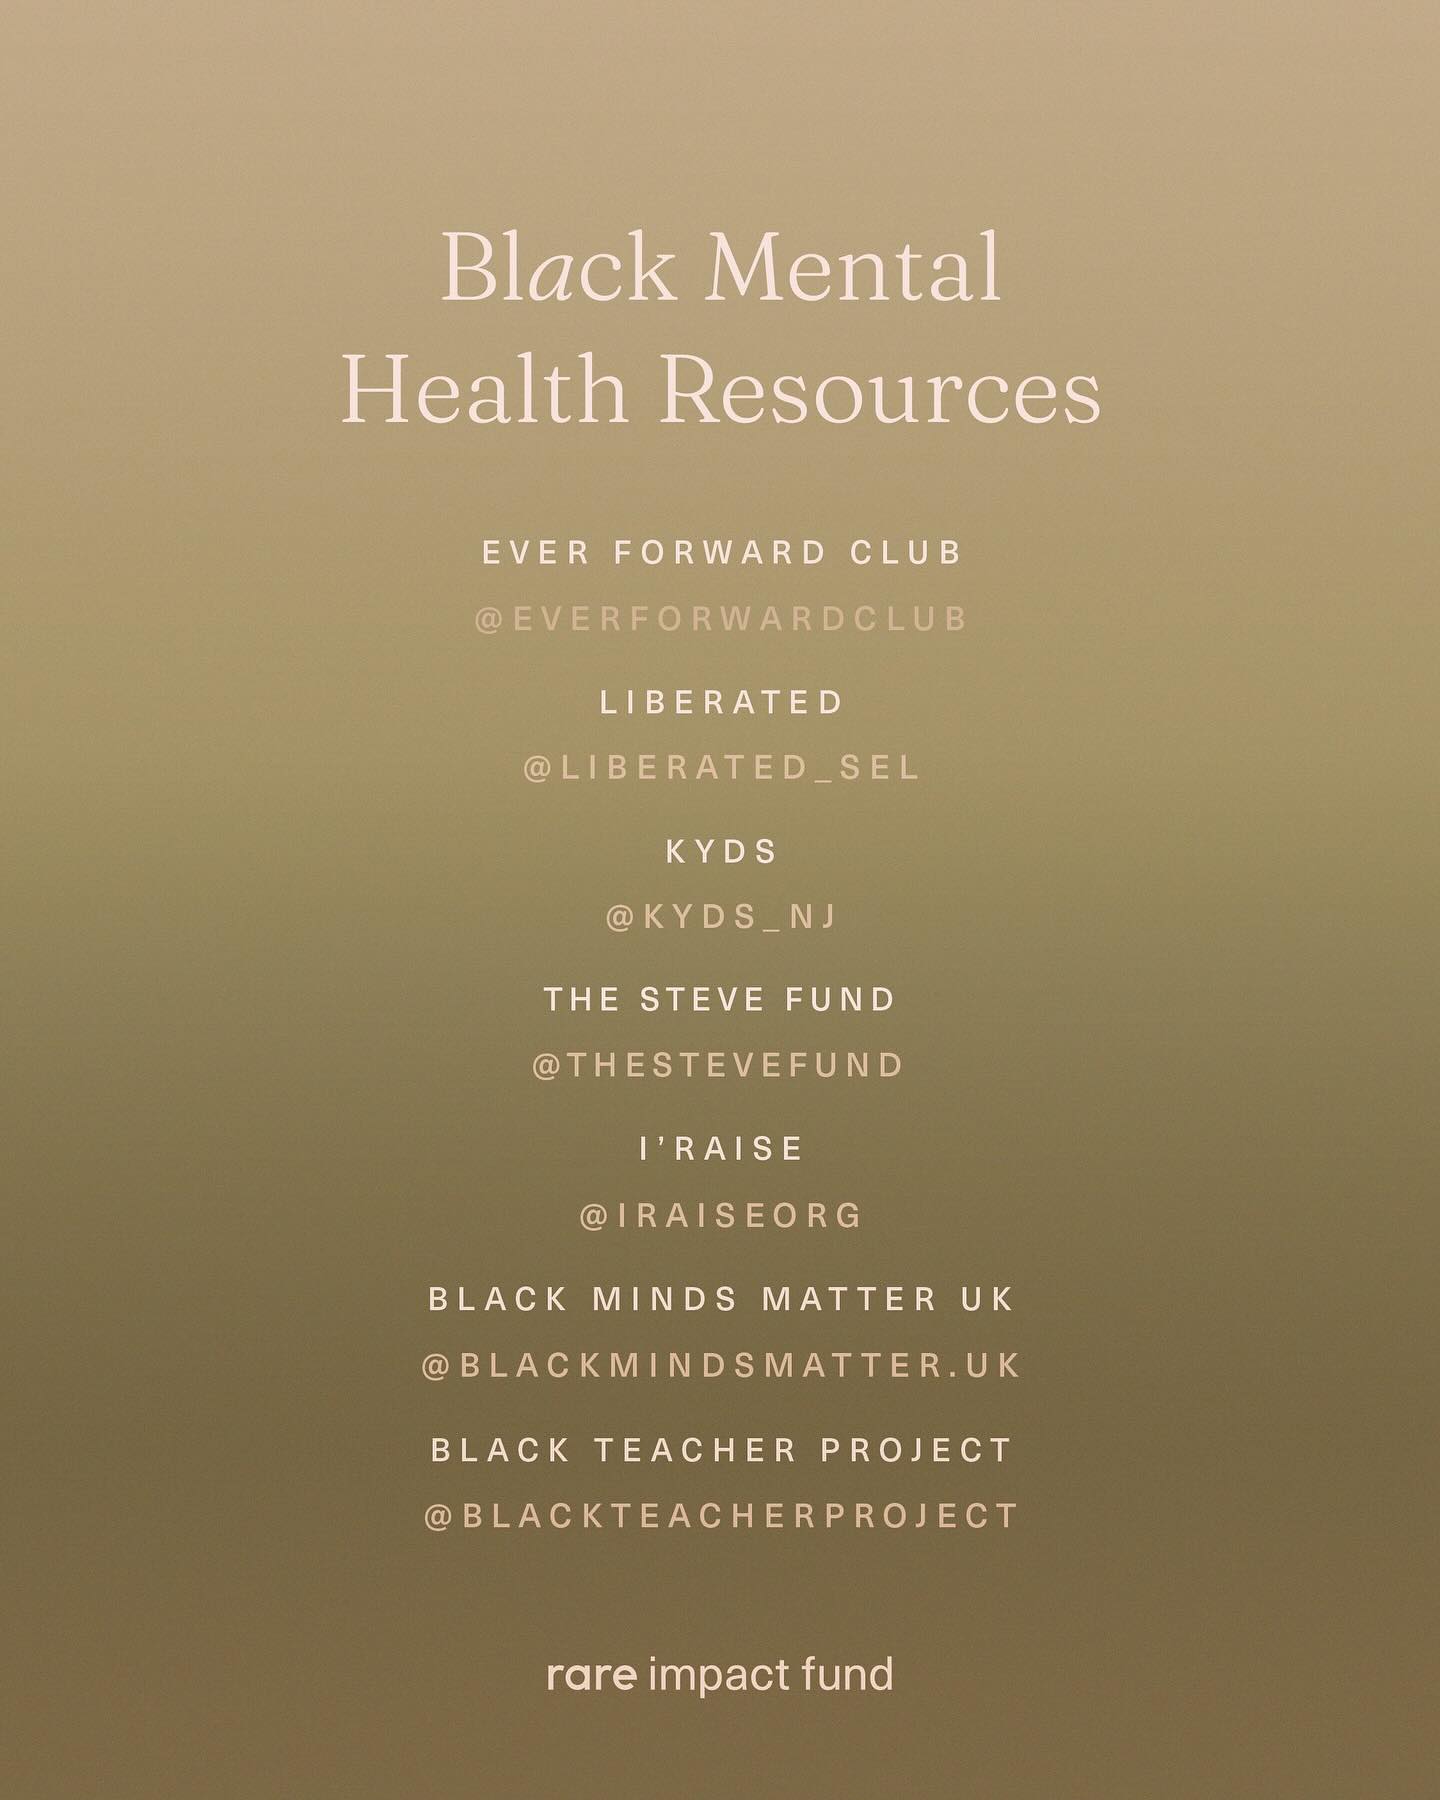 Black Mental
Health Resources
EVER FORWARD CLUB
@EVERFORWARDCLUB
LIBERATED
@LIBERATED_SEL
KYDS
@KYDS_NJ
THE STEVE FUND
@THESTEVEFUND
I’RAISE
@IRAISEORG
BLACK MINDS MATTER UK
@BLACKMINDSMATTER.UK
BLACK TEACHER PROJECT
@BLACKTEACHERPROJECT
rare impact fund